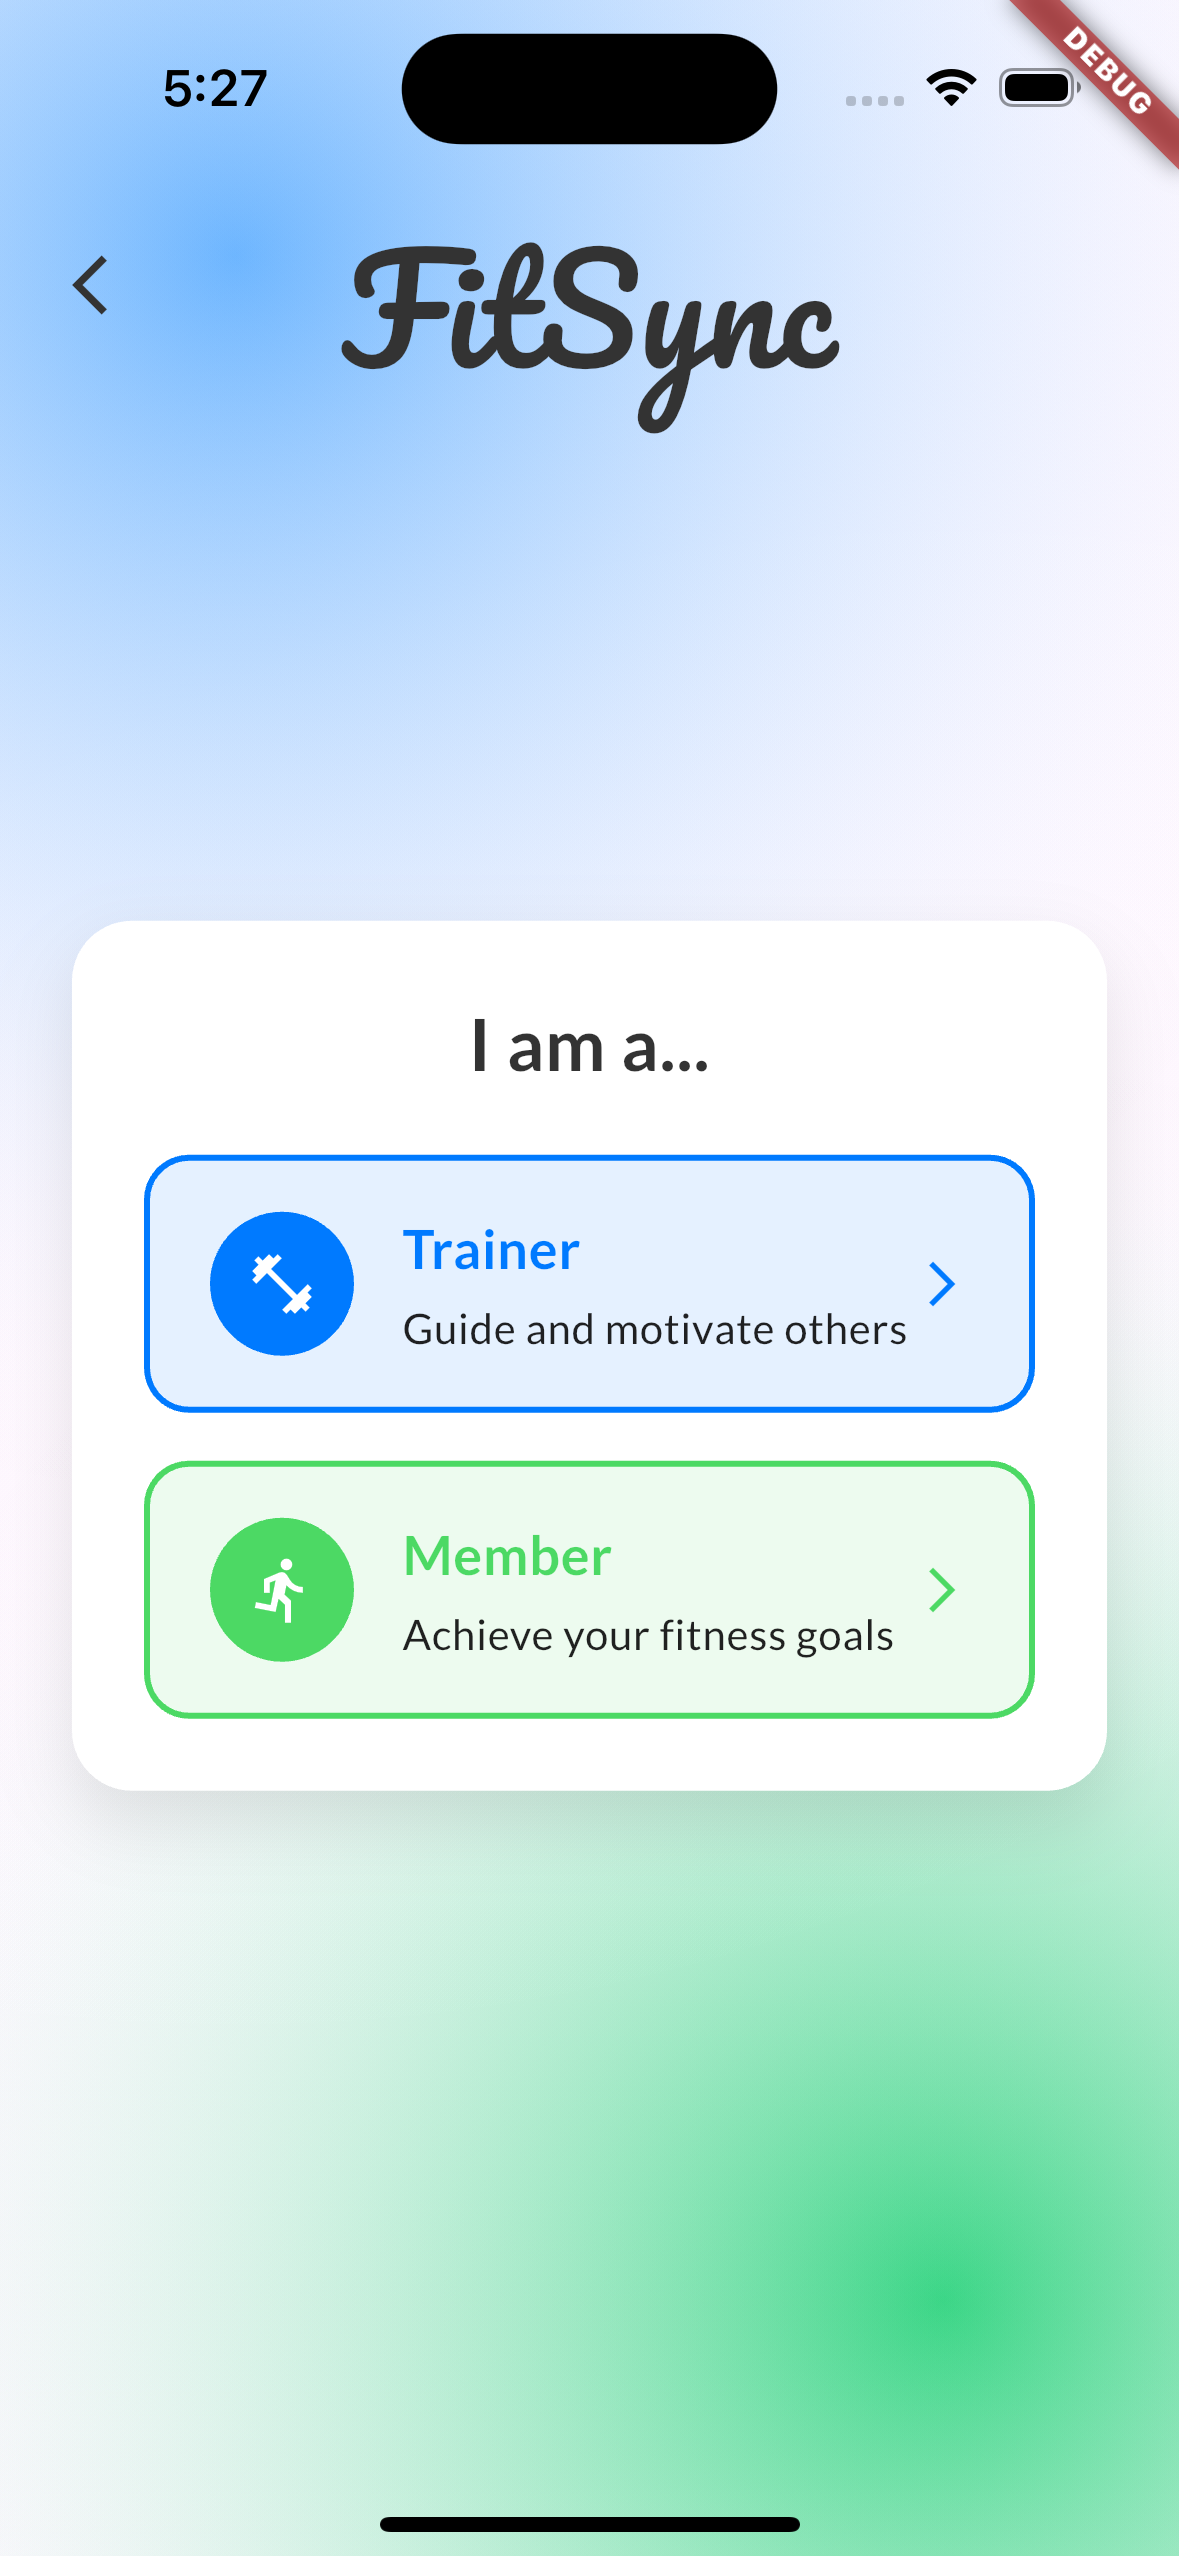 5:27
DEBUG
FitSync
I am a...
Trainer
Guide and motivate others
Member
Achieve your fitness goals